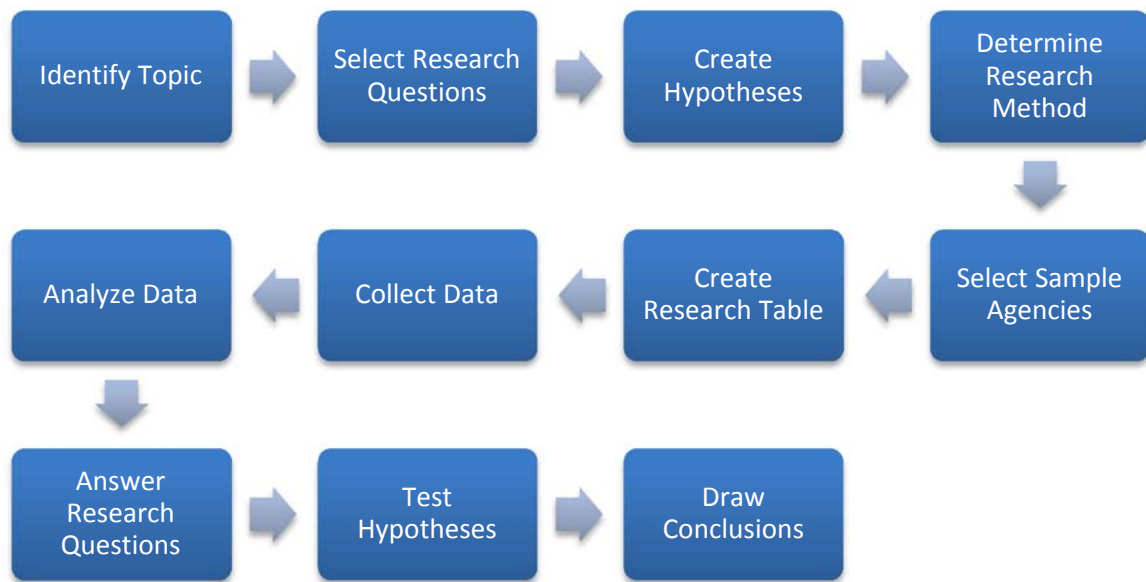 Identify Topic
Select Research
Questions
Create
Hypotheses
Determine
Research
Method
Select Sample
Agencies
Create
Research Table
Collect Data
Analyze Data
Answer
Research
Questions
Test
Hypotheses
Draw
Conclusions